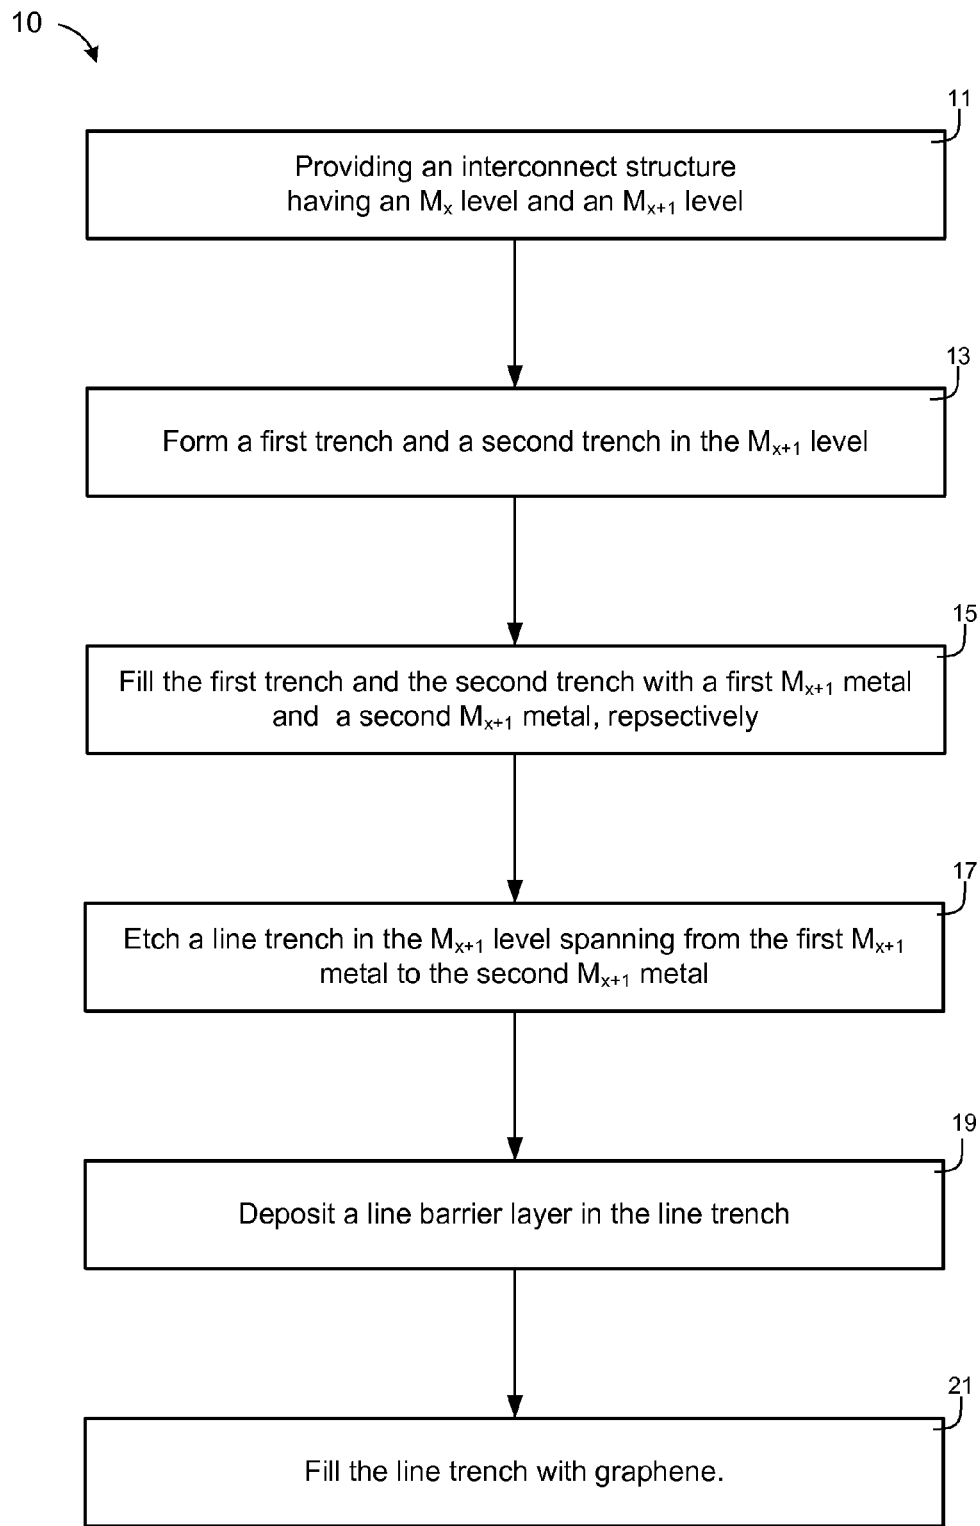 10
11
Providing an interconnect structure
having an Mₓ level and an Mₓ₊₁ level
13
Form a first trench and a second trench in the Mₓ₊₁ level
15
Fill the first trench and the second trench with a first Mₓ₊₁ metal
and a second Mₓ₊₁ metal, repsectively
17
Etch a line trench in the Mₓ₊₁ level spanning from the first Mₓ₊₁
metal to the second Mₓ₊₁ metal
19
Deposit a line barrier layer in the line trench
21
Fill the line trench with graphene.